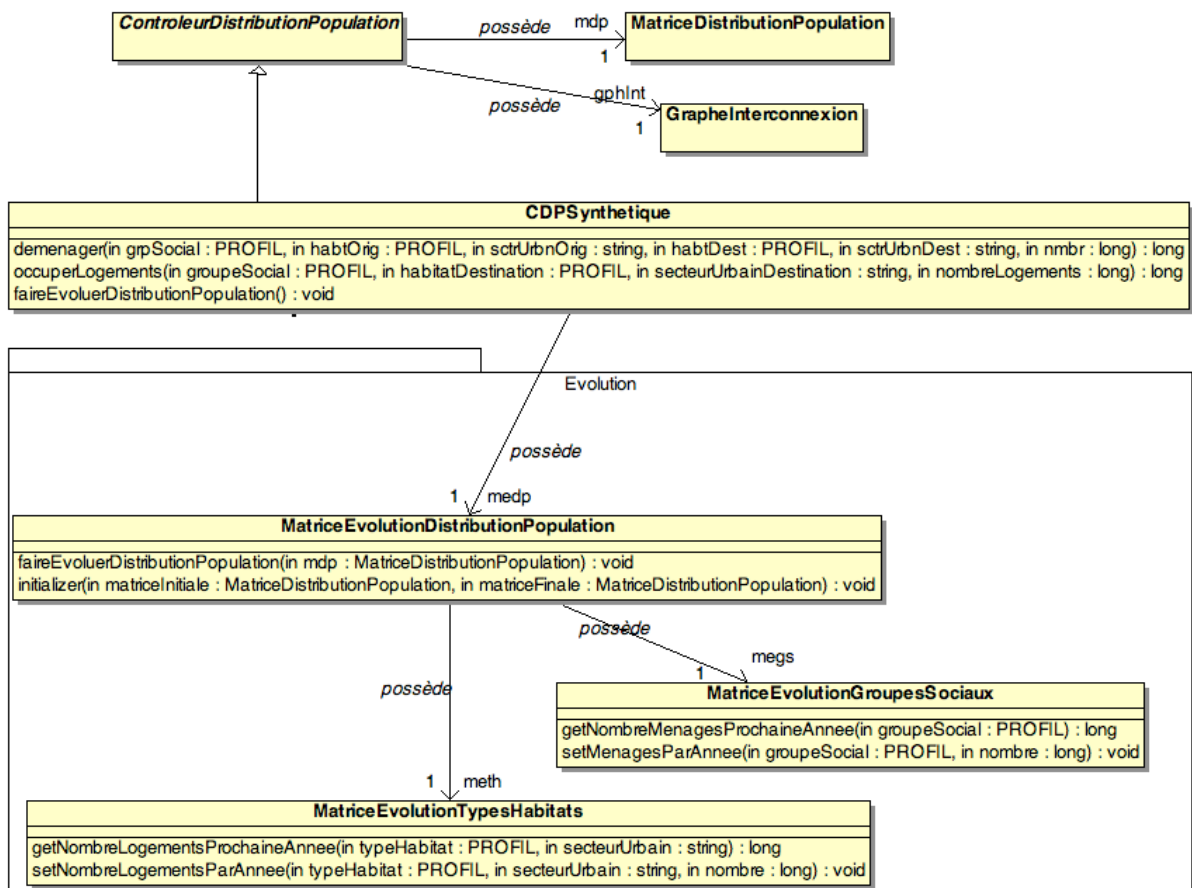 ControleurDistributionPopulation
possède
mdp
1
MatriceDistributionPopulation
possède
gphInt
1
GrapheInterconnexion
CDPSynthetique
demenager(in grpSocial : PROFIL, in habtOrig : PROFIL, in sctrUrbnOrig : string, in habtDest : PROFIL, in sctrUrbnDest : string, in nmbr : long) : long
occuperLogements(in groupeSocial : PROFIL, in habitatDestination : PROFIL, in secteurUrbainDestination : string, in nombreLogements : long) : long
faireEvoluerDistributionPopulation() : void
Evolution
possède
1 medp
MatriceEvolutionDistributionPopulation
faireEvoluerDistributionPopulation(in mdp : MatriceDistributionPopulation) : void
initializer(in matriceInitiale : MatriceDistributionPopulation, in matriceFinale : MatriceDistributionPopulation) : void
possède
megs
1
possède
MatriceEvolutionGroupesSociaux
getNombreMenagesProchaineAnnee(in groupeSocial : PROFIL) : long
setMenagesParAnnee(in groupeSocial : PROFIL, in nombre : long) : void
1 meth
MatriceEvolutionTypesHabitats
getNombreLogementsProchaineAnnee(in typeHabitat : PROFIL, in secteurUrbain : string) : long
setNombreLogementsParAnnee(in typeHabitat : PROFIL, in secteurUrbain : string, in nombre : long) : void